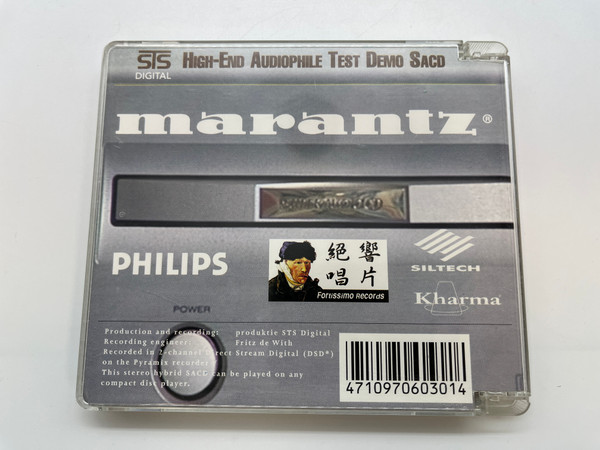 STS
DIGITAL
HIGH-END AUDIOPHILE TEST DEMO SACD
marantz®
PHILIPS
絕響
唱片
Fortissimo Records
SILTECH
Kharma
POWER
Production and recording: produktie STS Digital
Recording engineer: Fritz de With
Recorded in 2-channel Direct Stream Digital (DSD®)
on the Pyramix recorder
This stereo hybrid SACD can be played on any
compact disc player.
4710970603014